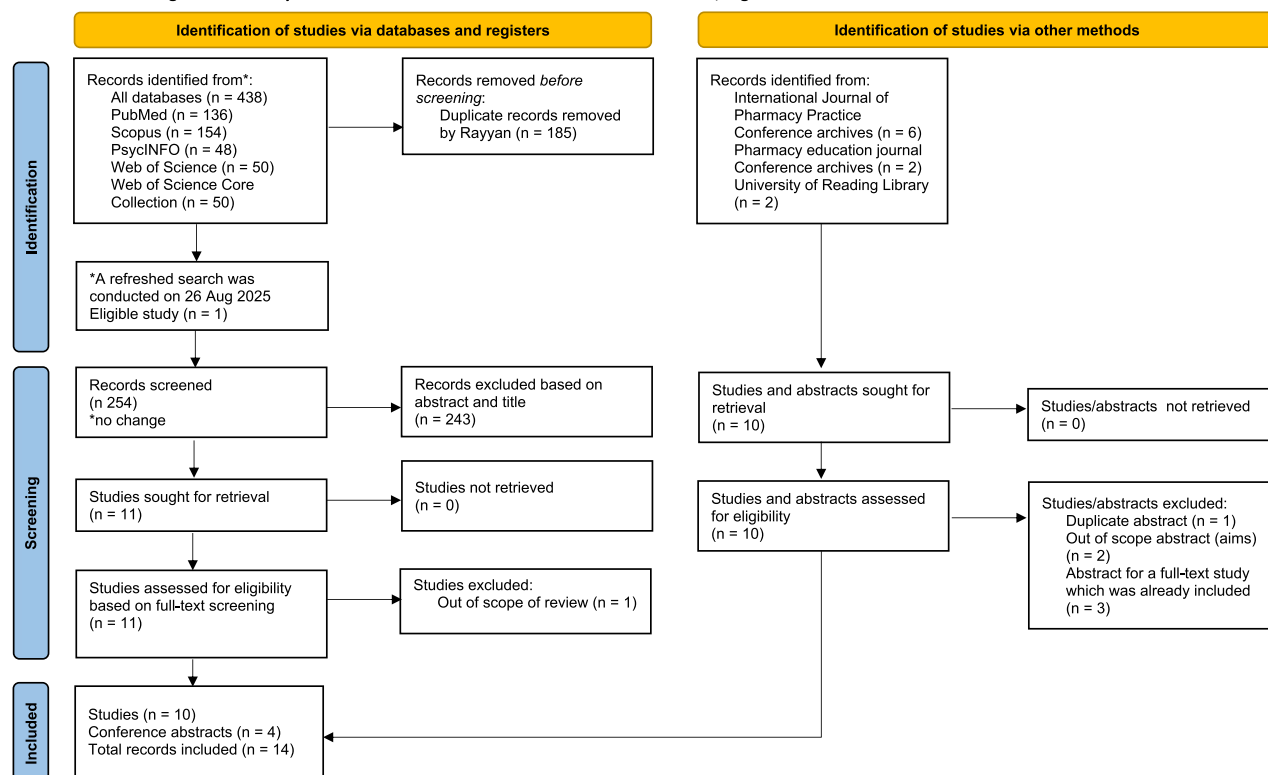 Identification of studies via databases and registers
Identification of studies via other methods
Identification
Records identified from*:
All databases (n = 438)
PubMed (n = 136)
Scopus (n = 154)
PsycINFO (n = 48)
Web of Science (n = 50)
Web of Science Core
Collection (n = 50)
Records removed before
screening:
Duplicate records removed
by Rayyan (n = 185)
Records identified from:
International Journal of
Pharmacy Practice
Conference archives (n = 6)
Pharmacy education journal
Conference archives (n = 2)
University of Reading Library
(n = 2)
*A refreshed search was
conducted on 26 Aug 2025
Eligible study (n = 1)
Screening
Records screened
(n 254)
*no change
Records excluded based on
abstract and title
(n = 243)
Studies and abstracts sought for
retrieval
(n = 10)
Studies/abstracts not retrieved
(n = 0)
Studies sought for retrieval
(n = 11)
Studies not retrieved
(n = 0)
Studies and abstracts assessed
for eligibility
(n = 10)
Studies/abstracts excluded:
Duplicate abstract (n = 1)
Out of scope abstract (aims)
(n = 2)
Abstract for a full-text study
which was already included
(n = 3)
Studies assessed for eligibility
based on full-text screening
(n = 11)
Studies excluded:
Out of scope of review (n = 1)
Included
Studies (n = 10)
Conference abstracts (n = 4)
Total records included (n = 14)